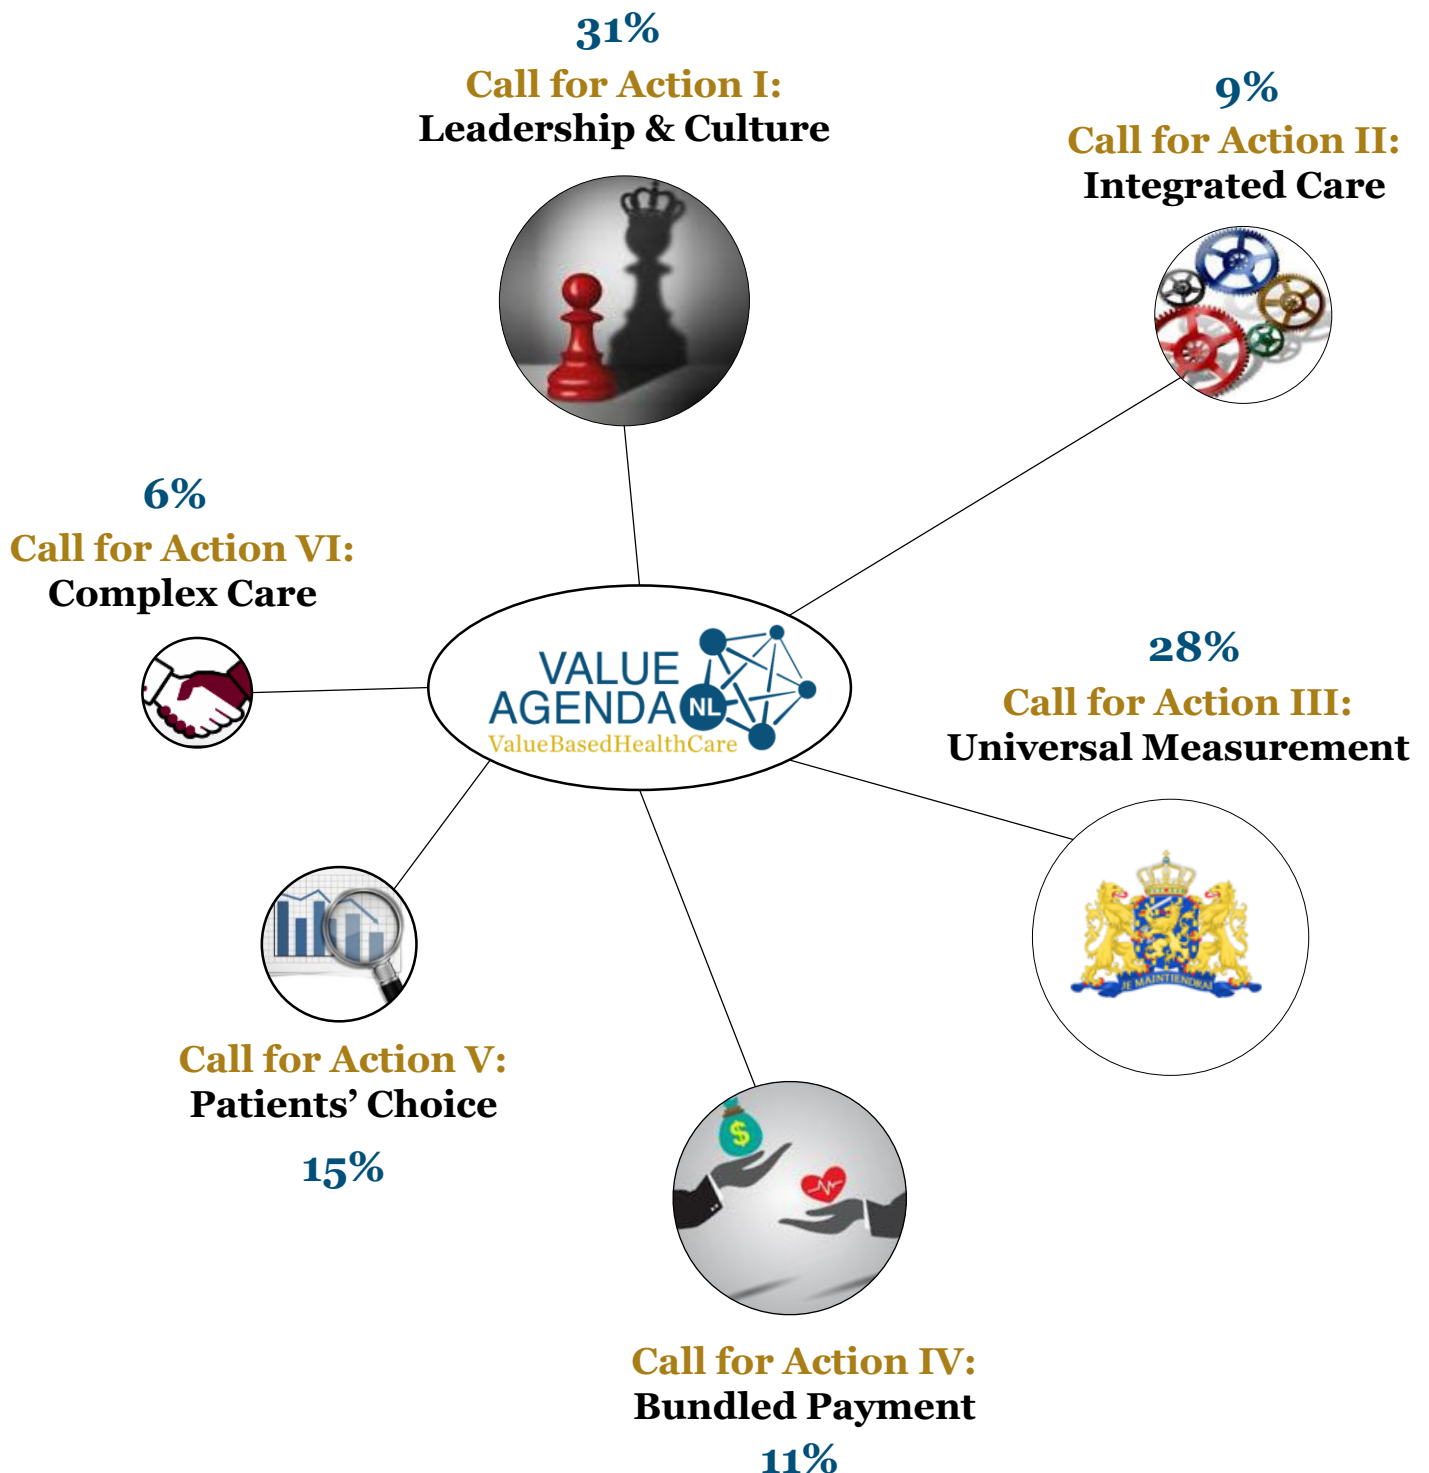 31%
Call for Action I:
Leadership & Culture
9%
Call for Action II:
Integrated Care
6%
Call for Action VI:
Complex Care
VALUE
AGENDA NL
ValueBasedHealthCare
28%
Call for Action III:
Universal Measurement
JE MAINTIENDRAI
Call for Action V:
Patients’ Choice
15%
$
Call for Action IV:
Bundled Payment
11%